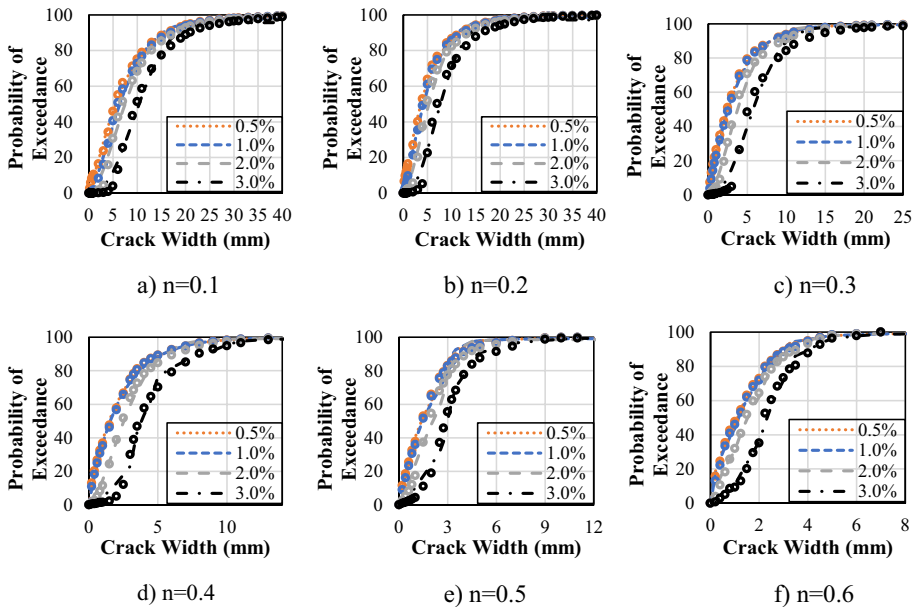 Probability of
Exceedance
100
80
60
40
20
0
0 5 10 15 20 25 30 35 40
Crack Width (mm)
0.5%
1.0%
2.0%
3.0%
a) n=0.1
Probability of
Exceedance
100
80
60
40
20
0
0 5 10 15 20 25 30 35 40
Crack Width (mm)
0.5%
1.0%
2.0%
3.0%
b) n=0.2
Probability of
Exceedance
100
80
60
40
20
0
0 5 10 15 20 25
Crack Width (mm)
0.5%
1.0%
2.0%
3.0%
c) n=0.3
Probability of
Exceedance
100
80
60
40
20
0
0 5 10
Crack Width (mm)
0.5%
1.0%
2.0%
3.0%
d) n=0.4
Probability of
Exceedance
100
80
60
40
20
0
0 3 6 9 12
Crack Width (mm)
0.5%
1.0%
2.0%
3.0%
e) n=0.5
Probability of
Exceedance
100
80
60
40
20
0
0 2 4 6 8
Crack Width (mm)
0.5%
1.0%
2.0%
3.0%
f) n=0.6